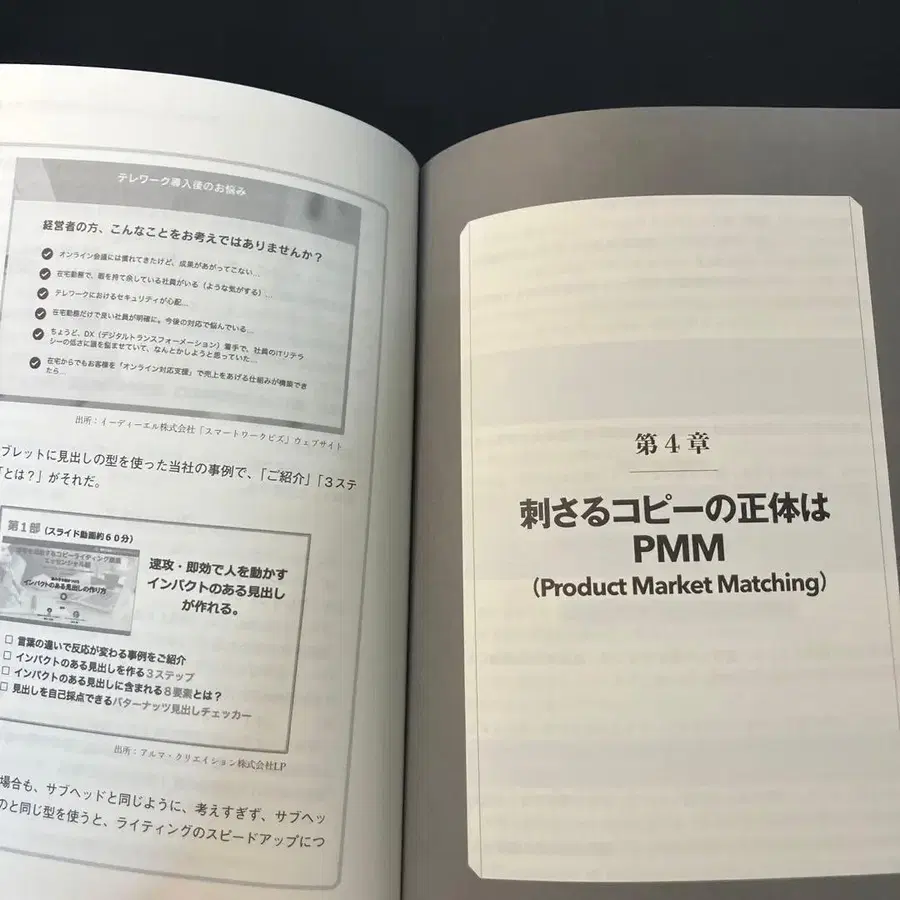 テレワーク導入後のお悩み
経営者の方、こんなことをお考えではありませんか？
オンライン会議には慣れてきたけど、成果があがってこない…
在宅勤務で、暇を持て余している社員がいる（ような気がする）…
テレワークにおけるセキュリティが心配…
在宅勤務だけで良い社員が明確に。今後の対応で悩んでいる…
ちょうど、DX（デジタルトランスフォーメーション）着手で、社員のITリテラ
シーの低さに頭を悩ませていて、なんとかしようと思っていた…
在宅からでもお客様を「オンライン対応支援」で売上をあげる仕組みが構築でき
たら…
出所：イーディーエル株式会社「スマートワークビズ」ウェブサイト
ブレットに見出しの型を使った当社の事例で、「ご紹介」「3ステ
「とは？」がそれだ。
第1部（スライド動画約60分）
エッセンシャル版
インパクトのある見出しの作り方
速攻・即効で人を動かす
インパクトのある見出し
が作れる。
□ 言葉の違いで反応が変わる事例をご紹介
□ インパクトのある見出しを作る3ステップ
□ インパクトのある見出しに含まれる8要素とは？
□ 見出しを自己採点できるパターナッツ見出しチェッカー
出所：アルマ・クリエイション株式会社LP
場合も、サブヘッドと同じように、考えすぎず、サブヘッ
のと同じ型を使うと、ライティングのスピードアップにつ
第4章
刺さるコピーの正体は
PMM
（Product Market Matching）